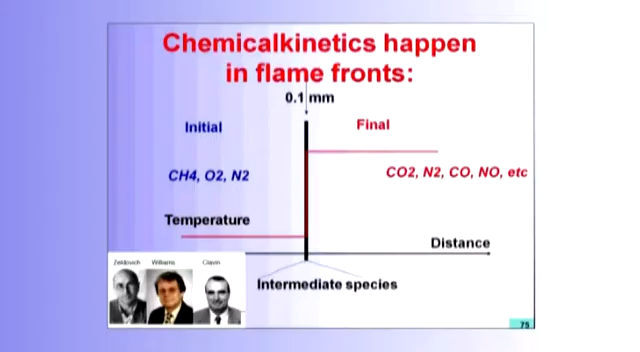 Chemicalkinetics happen
in flame fronts:
0.1 mm
Initial
Final
CH4, O2, N2
CO2, N2, CO, NO, etc
Temperature
Distance
Zeldovich Williams Clavin
Intermediate species
75